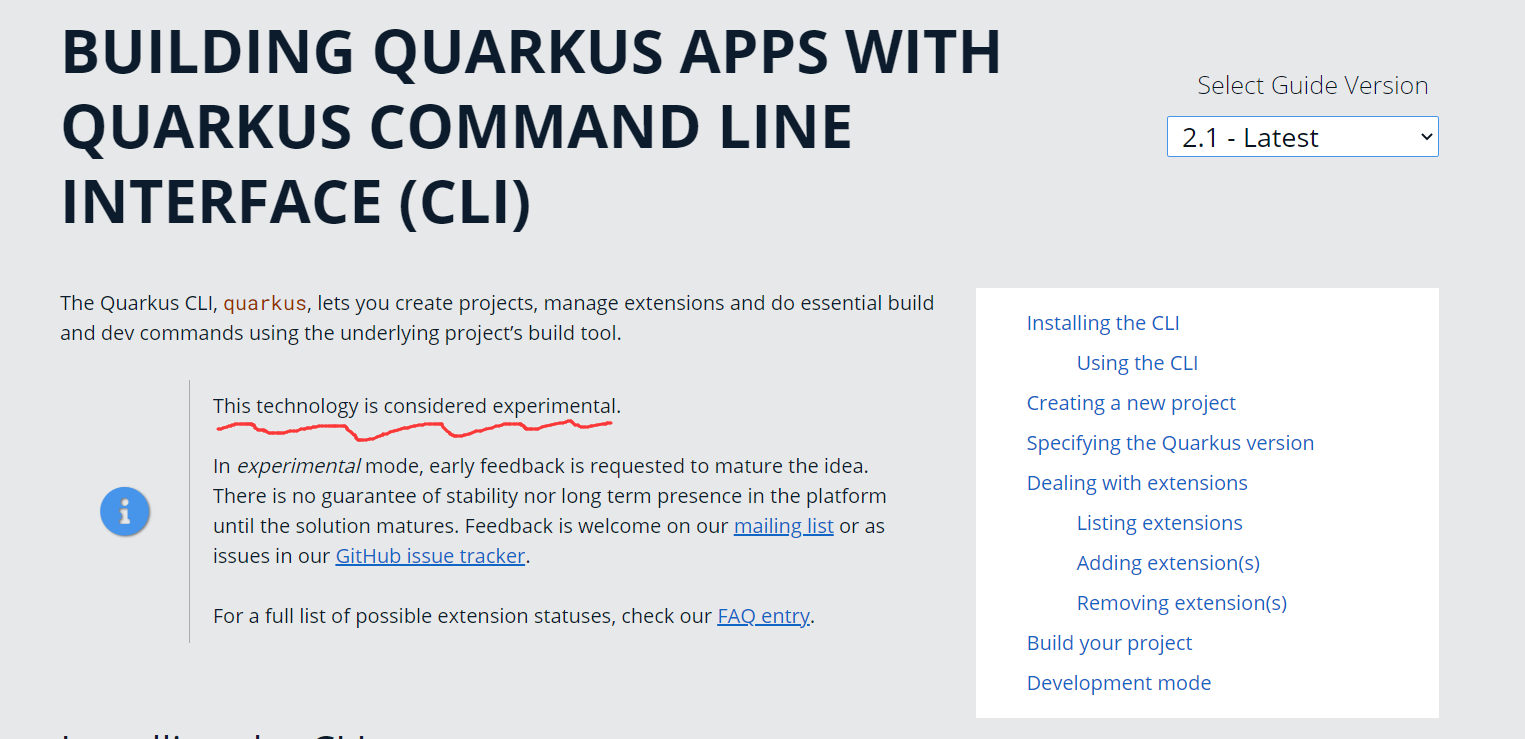 BUILDING QUARKUS APPS WITH
QUARKUS COMMAND LINE
INTERFACE (CLI)
Select Guide Version
2.1 - Latest
The Quarkus CLI, quarkus, lets you create projects, manage extensions and do essential build
and dev commands using the underlying project’s build tool.
This technology is considered experimental.
In experimental mode, early feedback is requested to mature the idea.
There is no guarantee of stability nor long term presence in the platform
until the solution matures. Feedback is welcome on our mailing list or as
issues in our GitHub issue tracker.
For a full list of possible extension statuses, check our FAQ entry.
Installing the CLI
Using the CLI
Creating a new project
Specifying the Quarkus version
Dealing with extensions
Listing extensions
Adding extension(s)
Removing extension(s)
Build your project
Development mode